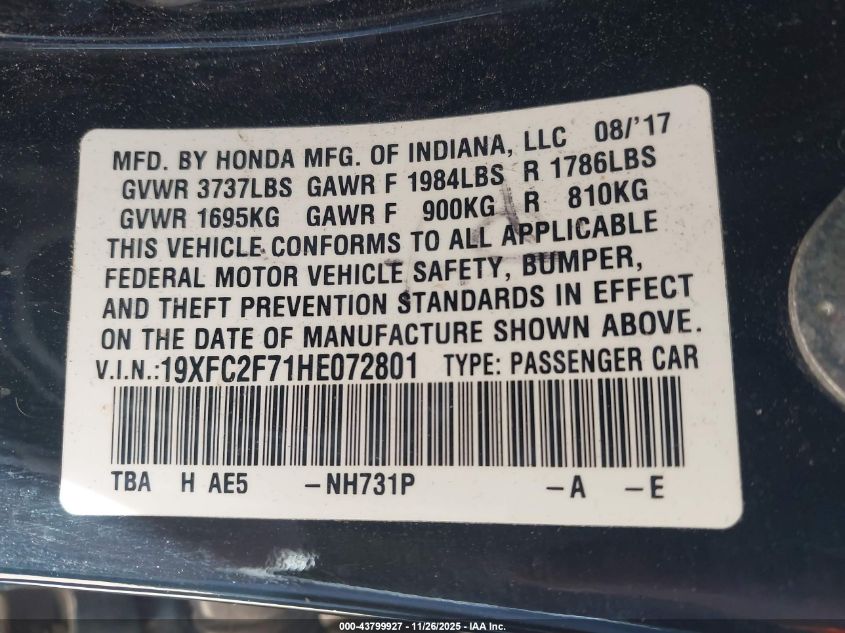 MFD. BY HONDA MFG. OF INDIANA, LLC 08/'17
GVWR 3737LBS GAWR F 1984LBS R 1786LBS
GVWR 1695KG GAWR F 900KG R 810KG
THIS VEHICLE CONFORMS TO ALL APPLICABLE
FEDERAL MOTOR VEHICLE SAFETY, BUMPER,
AND THEFT PREVENTION STANDARDS IN EFFECT
ON THE DATE OF MANUFACTURE SHOWN ABOVE.
V.I.N.:19XFC2F71HE072801 TYPE: PASSENGER CAR
TBA H AE5 -NH731P -A -E
000-43799927 - 11/26/2025 - IAA Inc.